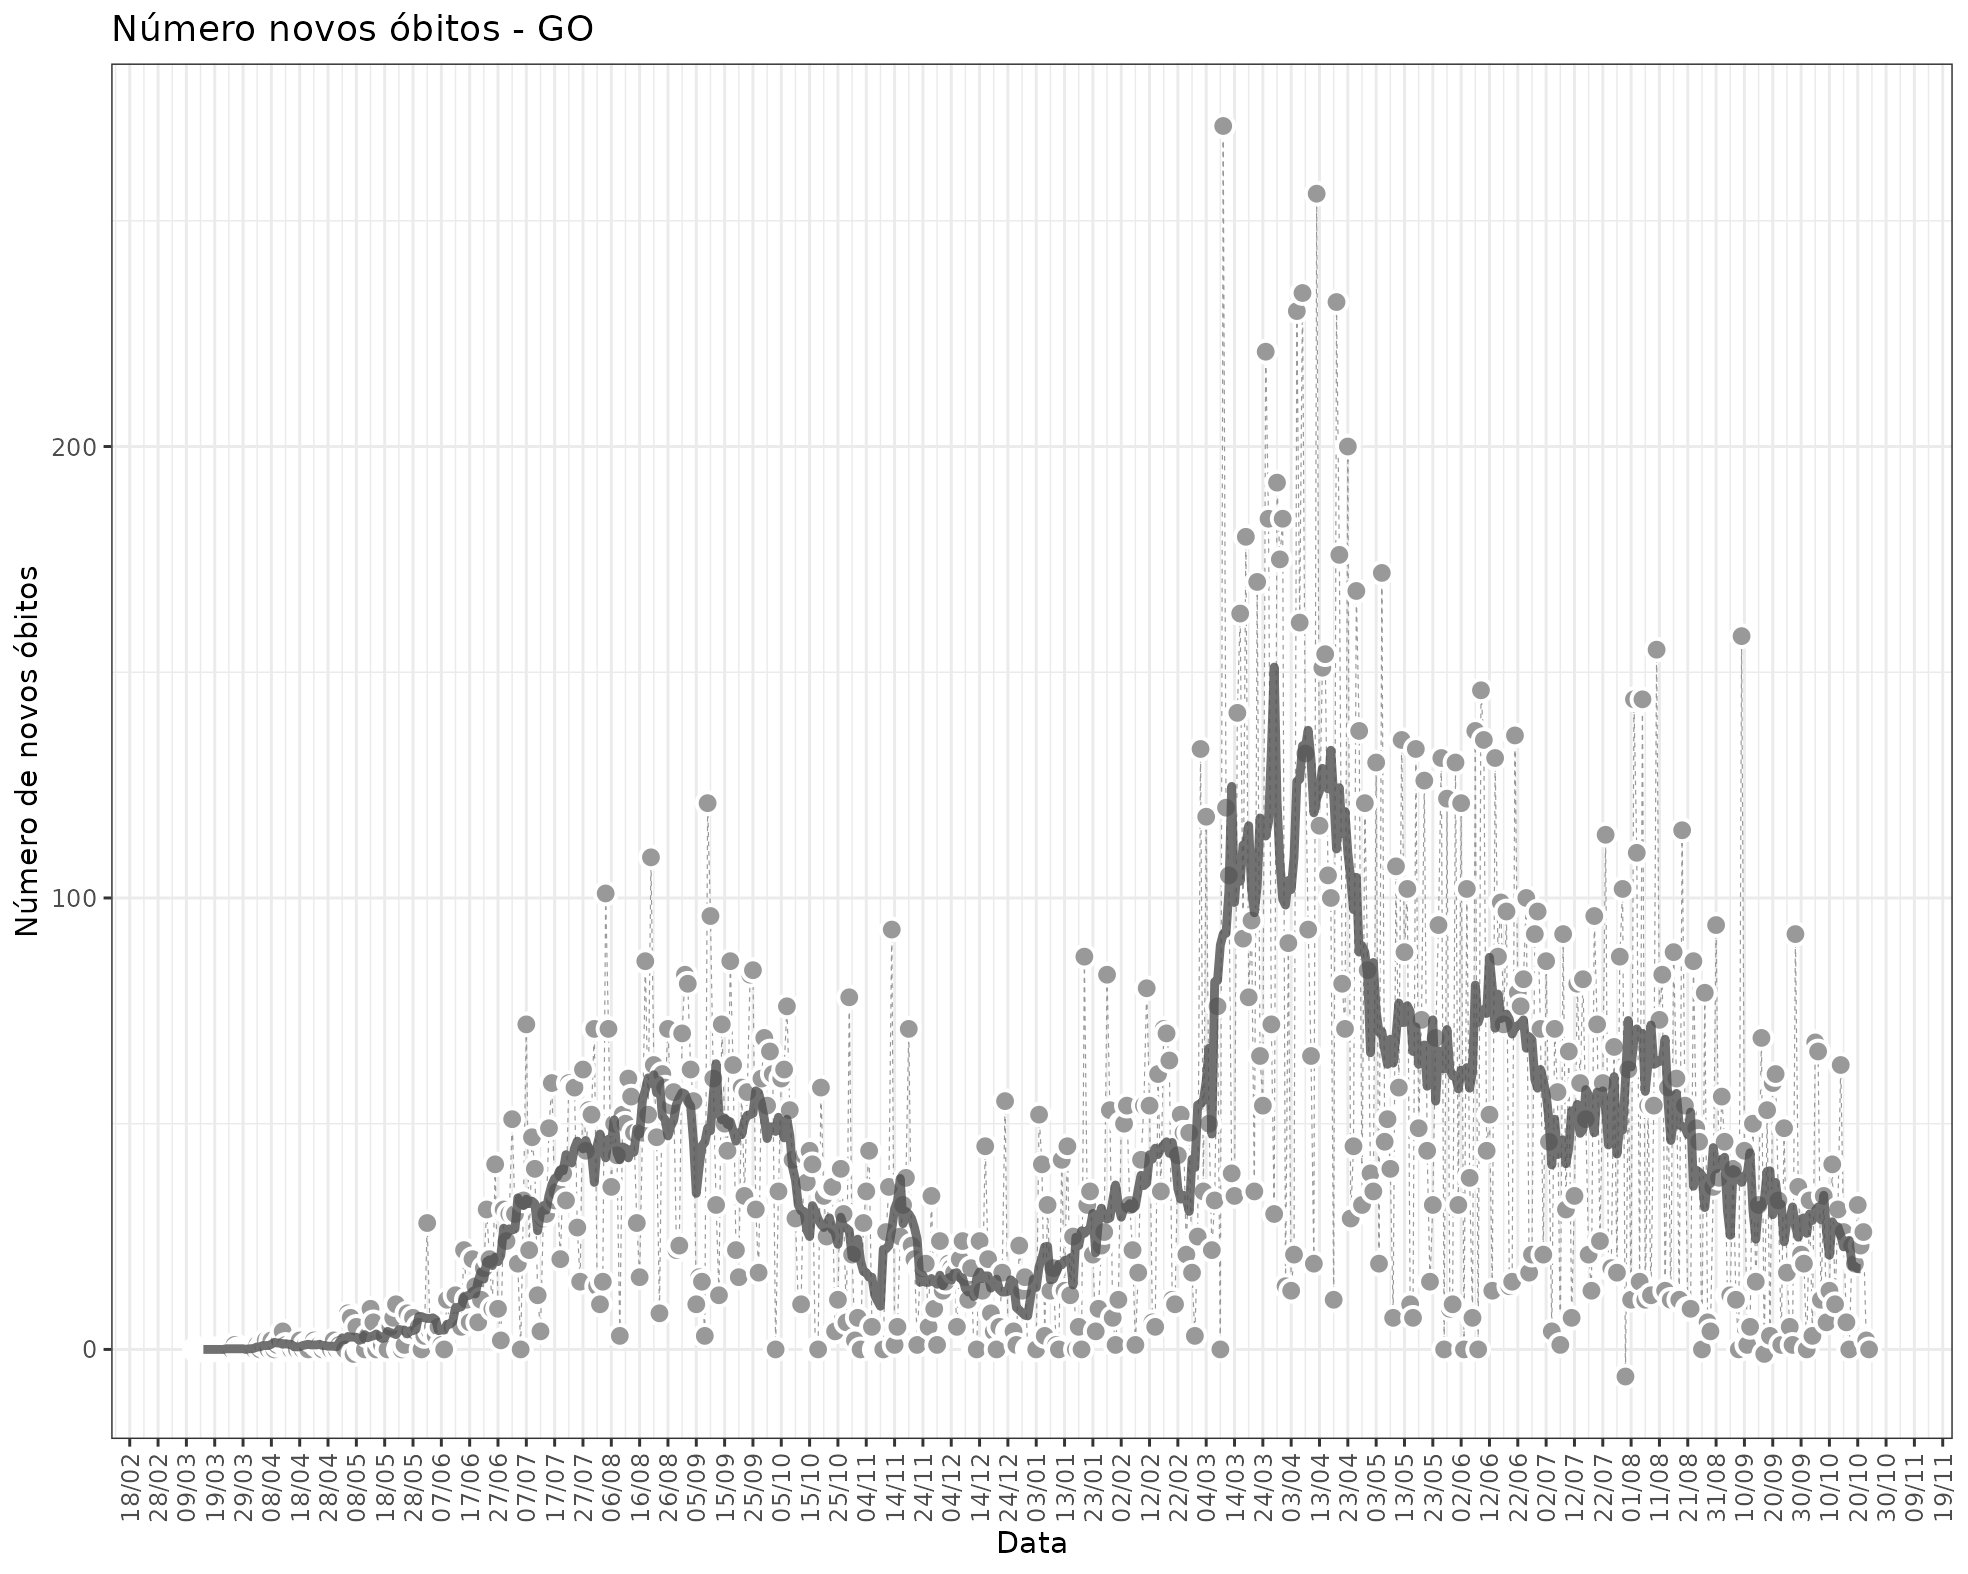 Número novos óbitos - GO
Número de novos óbitos
200
100
0
18/02 28/02 09/03 19/03 29/03 08/04 18/04 28/04 08/05 18/05 28/05 07/06 17/06 27/06 07/07 17/07 27/07 06/08 16/08 26/08 05/09 15/09 25/09 05/10 15/10 25/10 04/11 14/11 24/11 04/12 14/12 24/12 03/01 13/01 23/01 02/02 12/02 22/02 04/03 14/03 24/03 03/04 13/04 23/04 03/05 13/05 23/05 02/06 12/06 22/06 02/07 12/07 22/07 01/08 11/08 21/08 31/08 10/09 20/09 30/09 10/10 20/10 30/10 09/11 19/11
Data